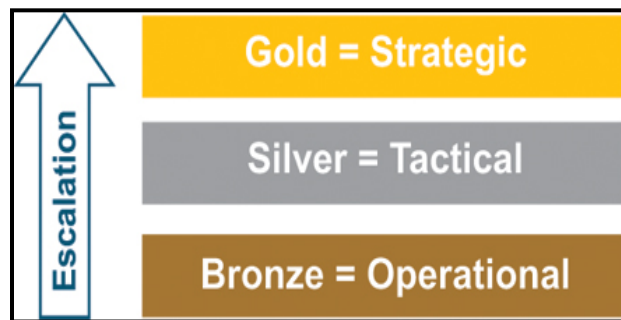 Gold = Strategic
Silver = Tactical
Bronze = Operational
Escalation